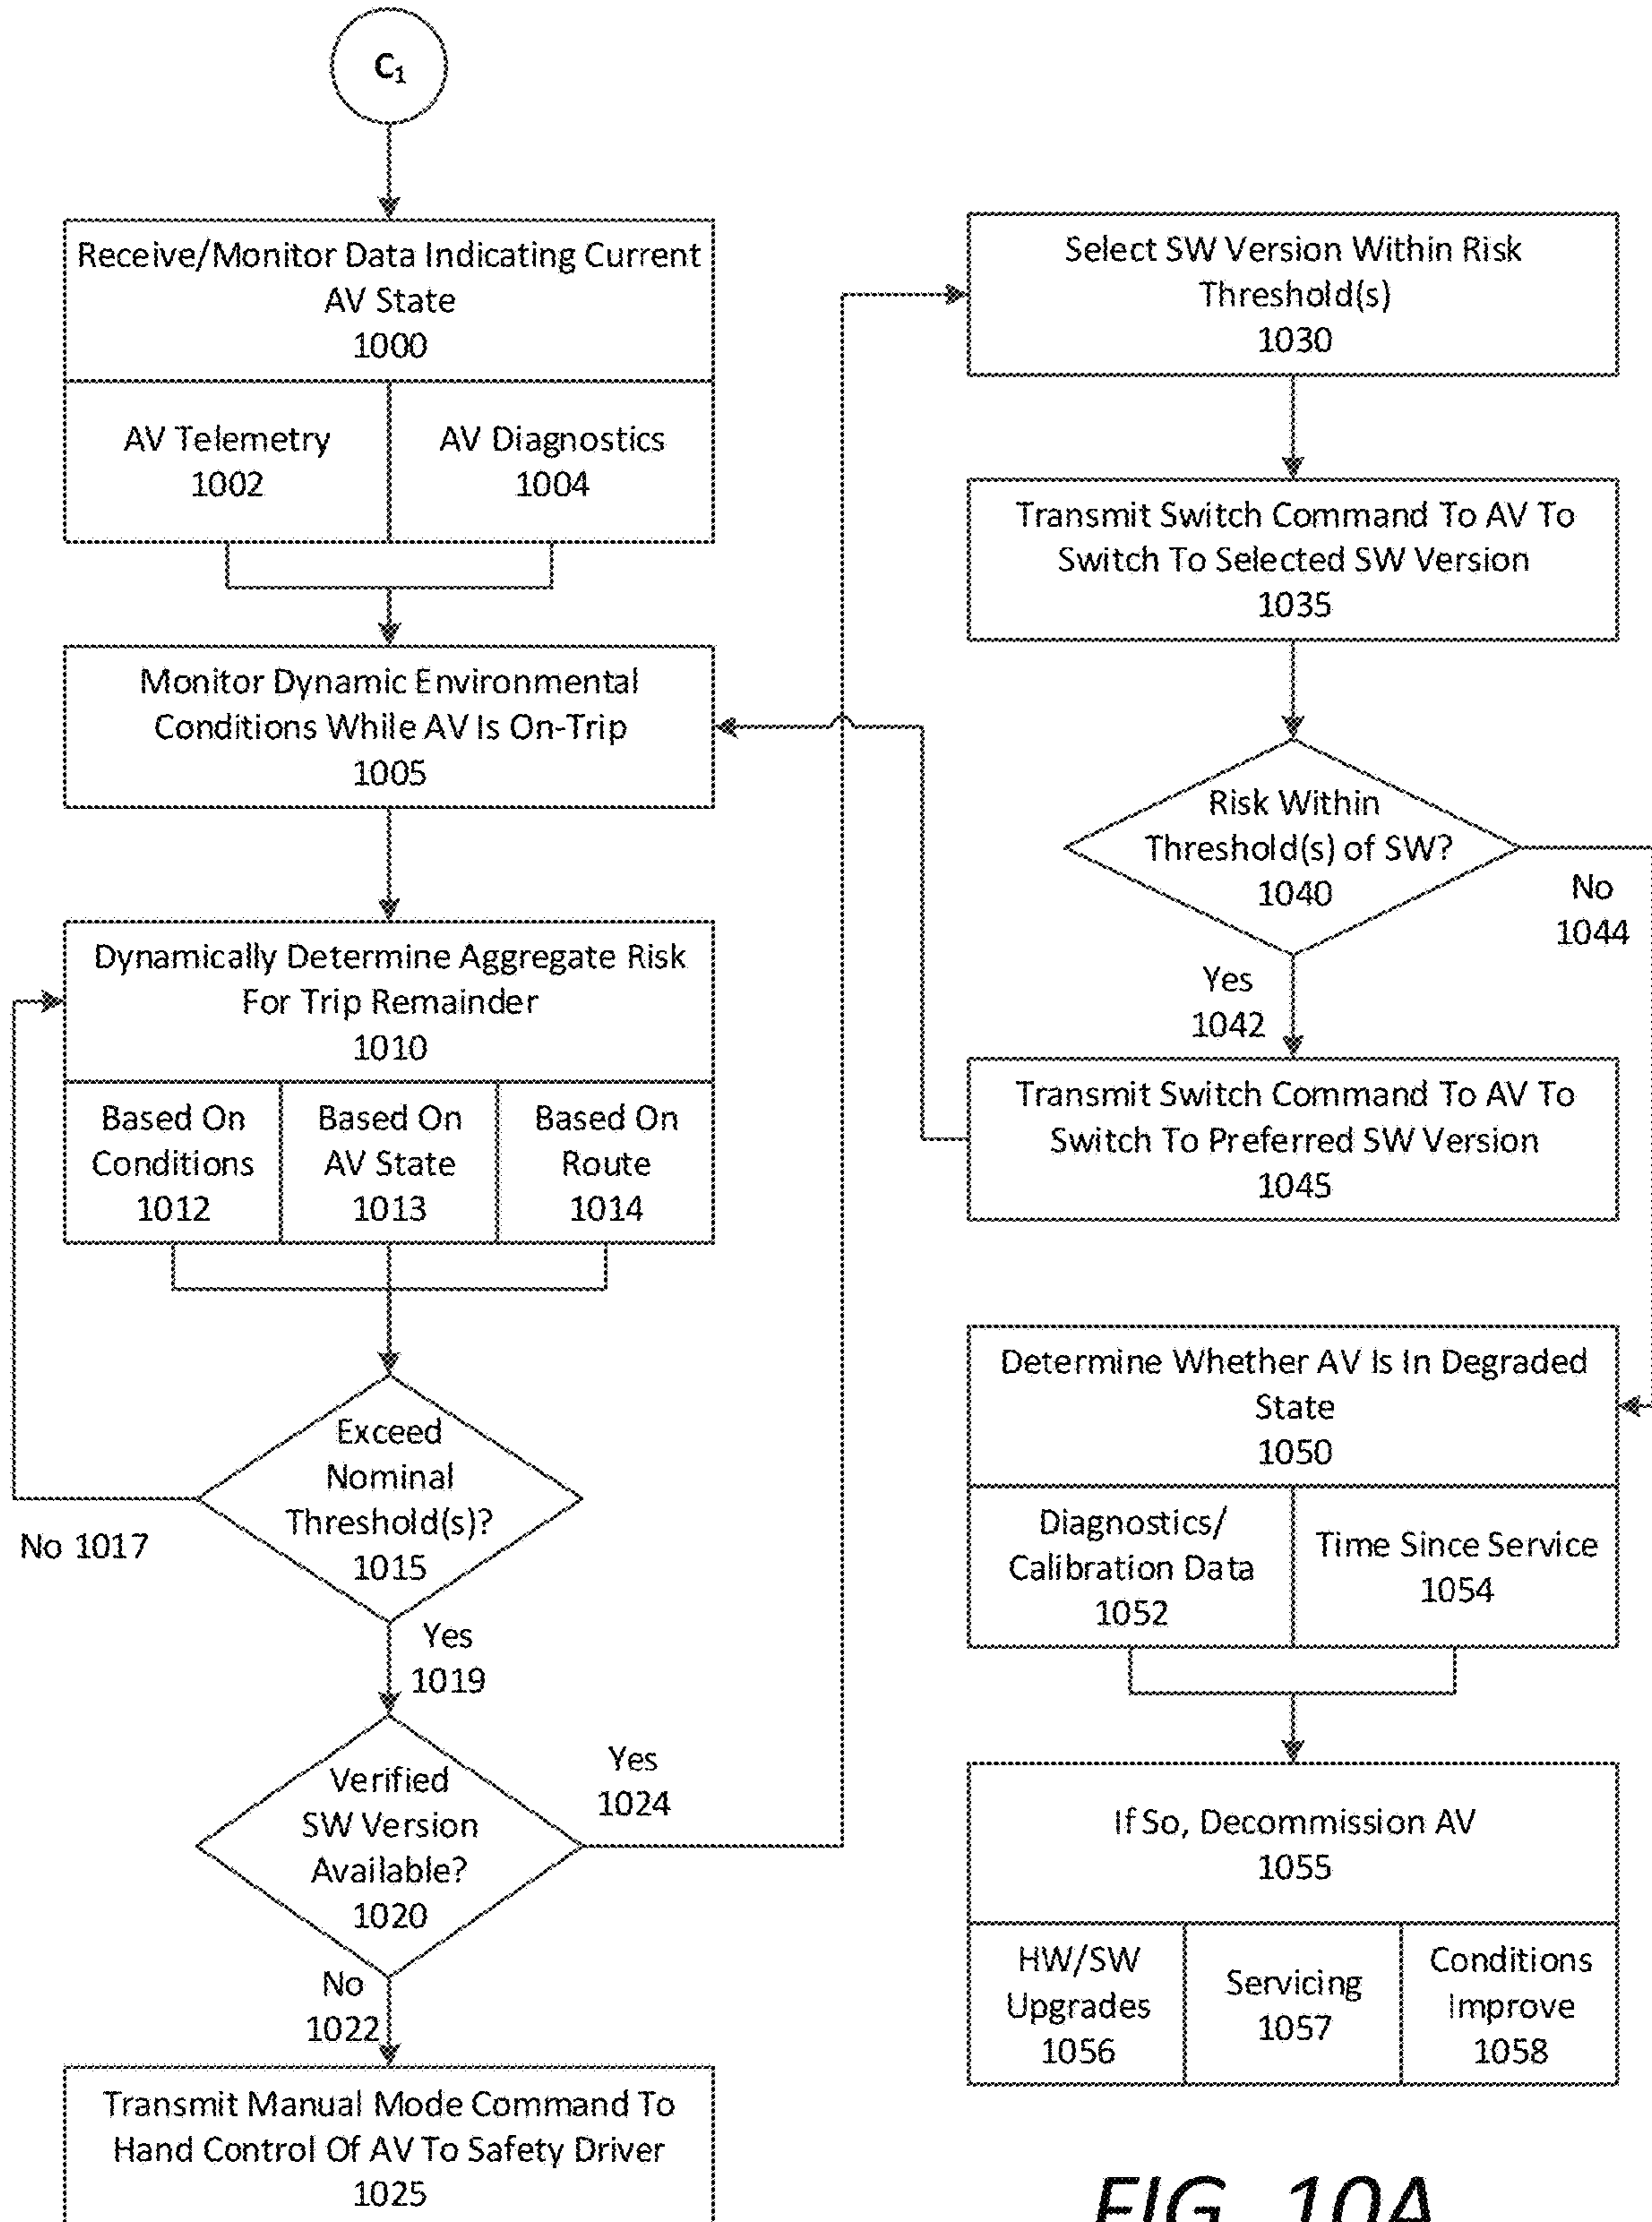 C₁
Receive/Monitor Data Indicating Current
AV State
1000
AV Telemetry
1002
AV Diagnostics
1004
Monitor Dynamic Environmental
Conditions While AV Is On-Trip
1005
Dynamically Determine Aggregate Risk
For Trip Remainder
1010
Based On
Conditions
1012
Based On
AV State
1013
Based On
Route
1014
Exceed
Nominal
Threshold(s)?
1015
No 1017
Yes
1019
Verified
SW Version
Available?
1020
Yes
1024
No
1022
Transmit Manual Mode Command To
Hand Control Of AV To Safety Driver
1025
Select SW Version Within Risk
Threshold(s)
1030
Transmit Switch Command To AV To
Switch To Selected SW Version
1035
Risk Within
Threshold(s) of SW?
1040
No
1044
Yes
1042
Transmit Switch Command To AV To
Switch To Preferred SW Version
1045
Determine Whether AV Is In Degraded
State
1050
Diagnostics/
Calibration Data
1052
Time Since Service
1054
If So, Decommission AV
1055
HW/SW
Upgrades
1056
Servicing
1057
Conditions
Improve
1058
FIG. 10A